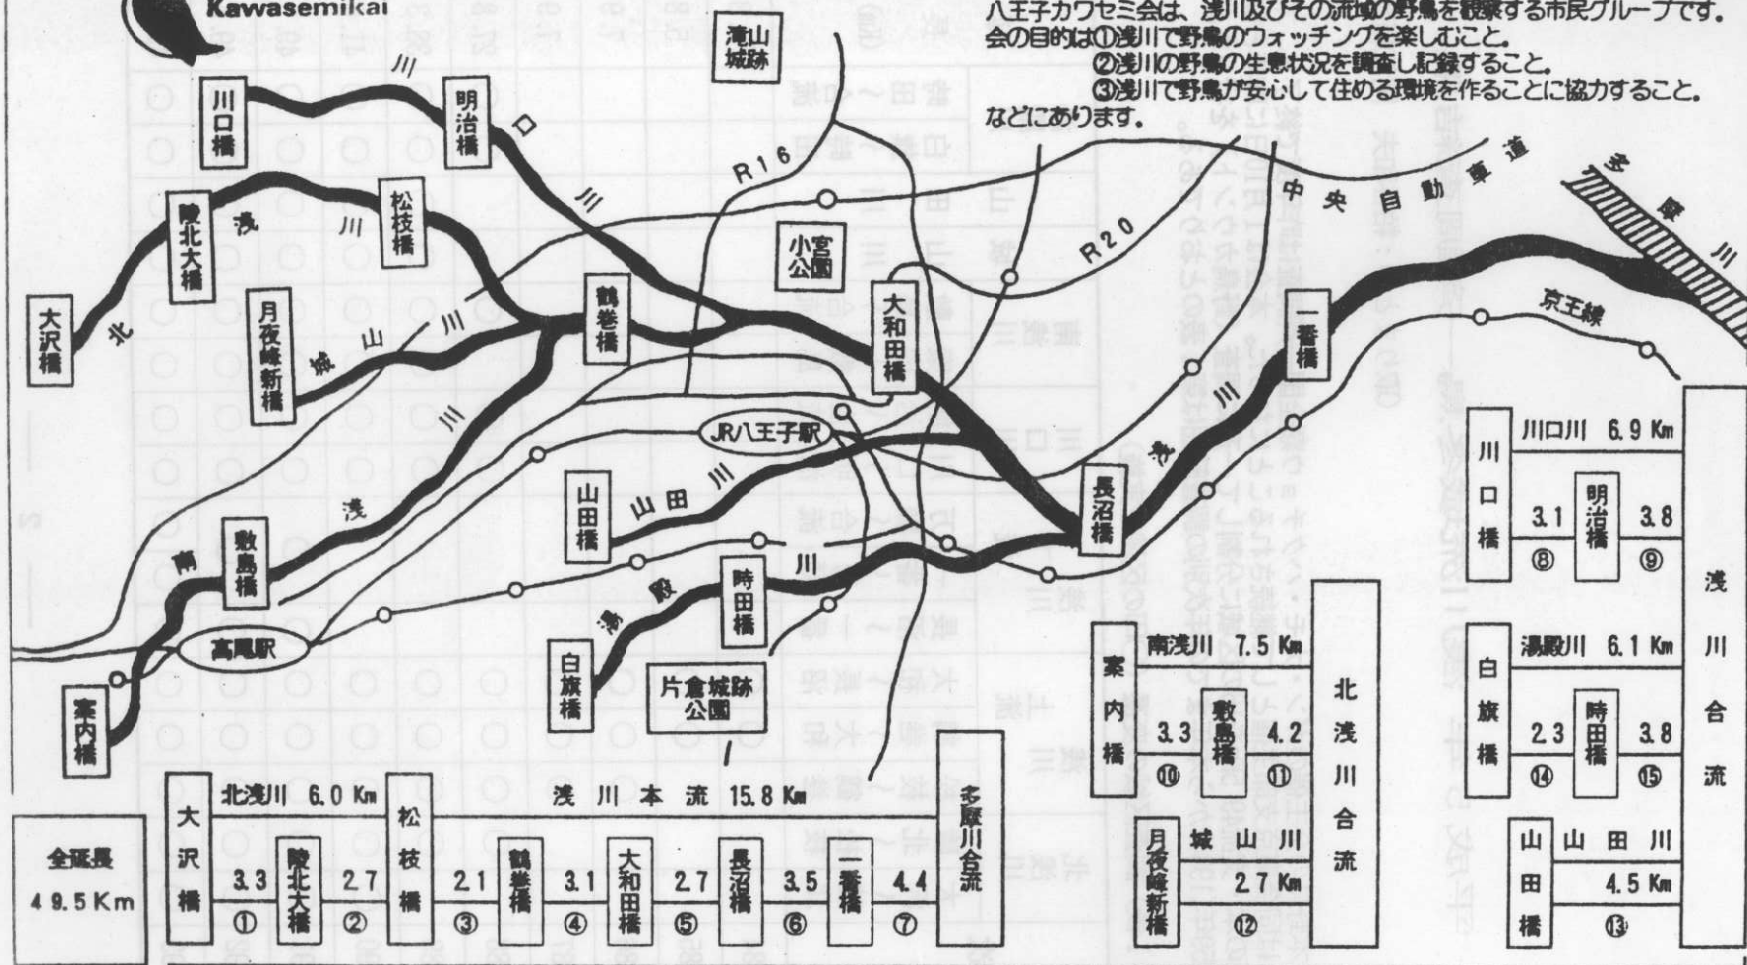 Kawasemikai
八王子カワセミ会は、浅川及びその流域の野鳥を観察する市民グループです。
会の目的は①浅川で野鳥のウォッチングを楽しむこと。
②浅川の野鳥の生息状況を調査し記録すること。
③浅川で野鳥が安心して住める環境を作ることに協力すること。
などにあります。
滝山
城跡
川口橋
川口川
明治橋
R16
中央自動車道
多摩川
陵北大橋
北浅川
松枝橋
小宮
公園
R20
大沢橋
月夜峰新橋
城山川
鶴巻橋
大和田橋
一番橋
京王線
JR八王子駅
浅川
山田橋
山田川
長沼橋
南浅川
敷島橋
高尾駅
湯殿川
時田橋
白旗橋
片倉城跡
公園
案内橋
川口橋
川口川 6.9 Km
3.1
明治橋
3.8
⑧
⑨
浅川合流
白旗橋
湯殿川 6.1 Km
2.3
時田橋
3.8
⑭
⑮
山田橋
山田川
4.5 Km
⑬
案内橋
南浅川 7.5 Km
3.3
敷島橋
4.2
⑩
⑪
北浅川合流
月夜峰新橋
城山川
2.7 Km
⑫
全延長
49.5Km
大沢橋
北浅川 6.0 Km
3.3
陵北大橋
2.7
①
②
松枝橋
浅川本流 15.8 Km
2.1
鶴巻橋
3.1
大和田橋
2.7
長沼橋
3.5
一番橋
4.4
③
④
⑤
⑥
⑦
多摩川合流